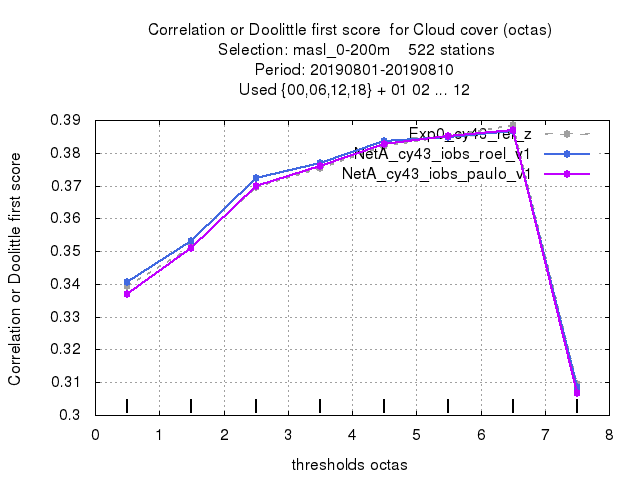 Correlation or Doolittle first score  for Cloud cover (octas)
Selection: masl_0-200m    522 stations
Period: 20190801-20190810
Used {00,06,12,18} + 01 02 ... 12
Exp0_cy43_ref_z
NetA_cy43_iobs_roel_v1
NetA_cy43_iobs_paulo_v1
Correlation or Doolittle first score
0.39
0.38
0.37
0.36
0.35
0.34
0.33
0.32
0.31
0.3
0 1 2 3 4 5 6 7 8
thresholds octas